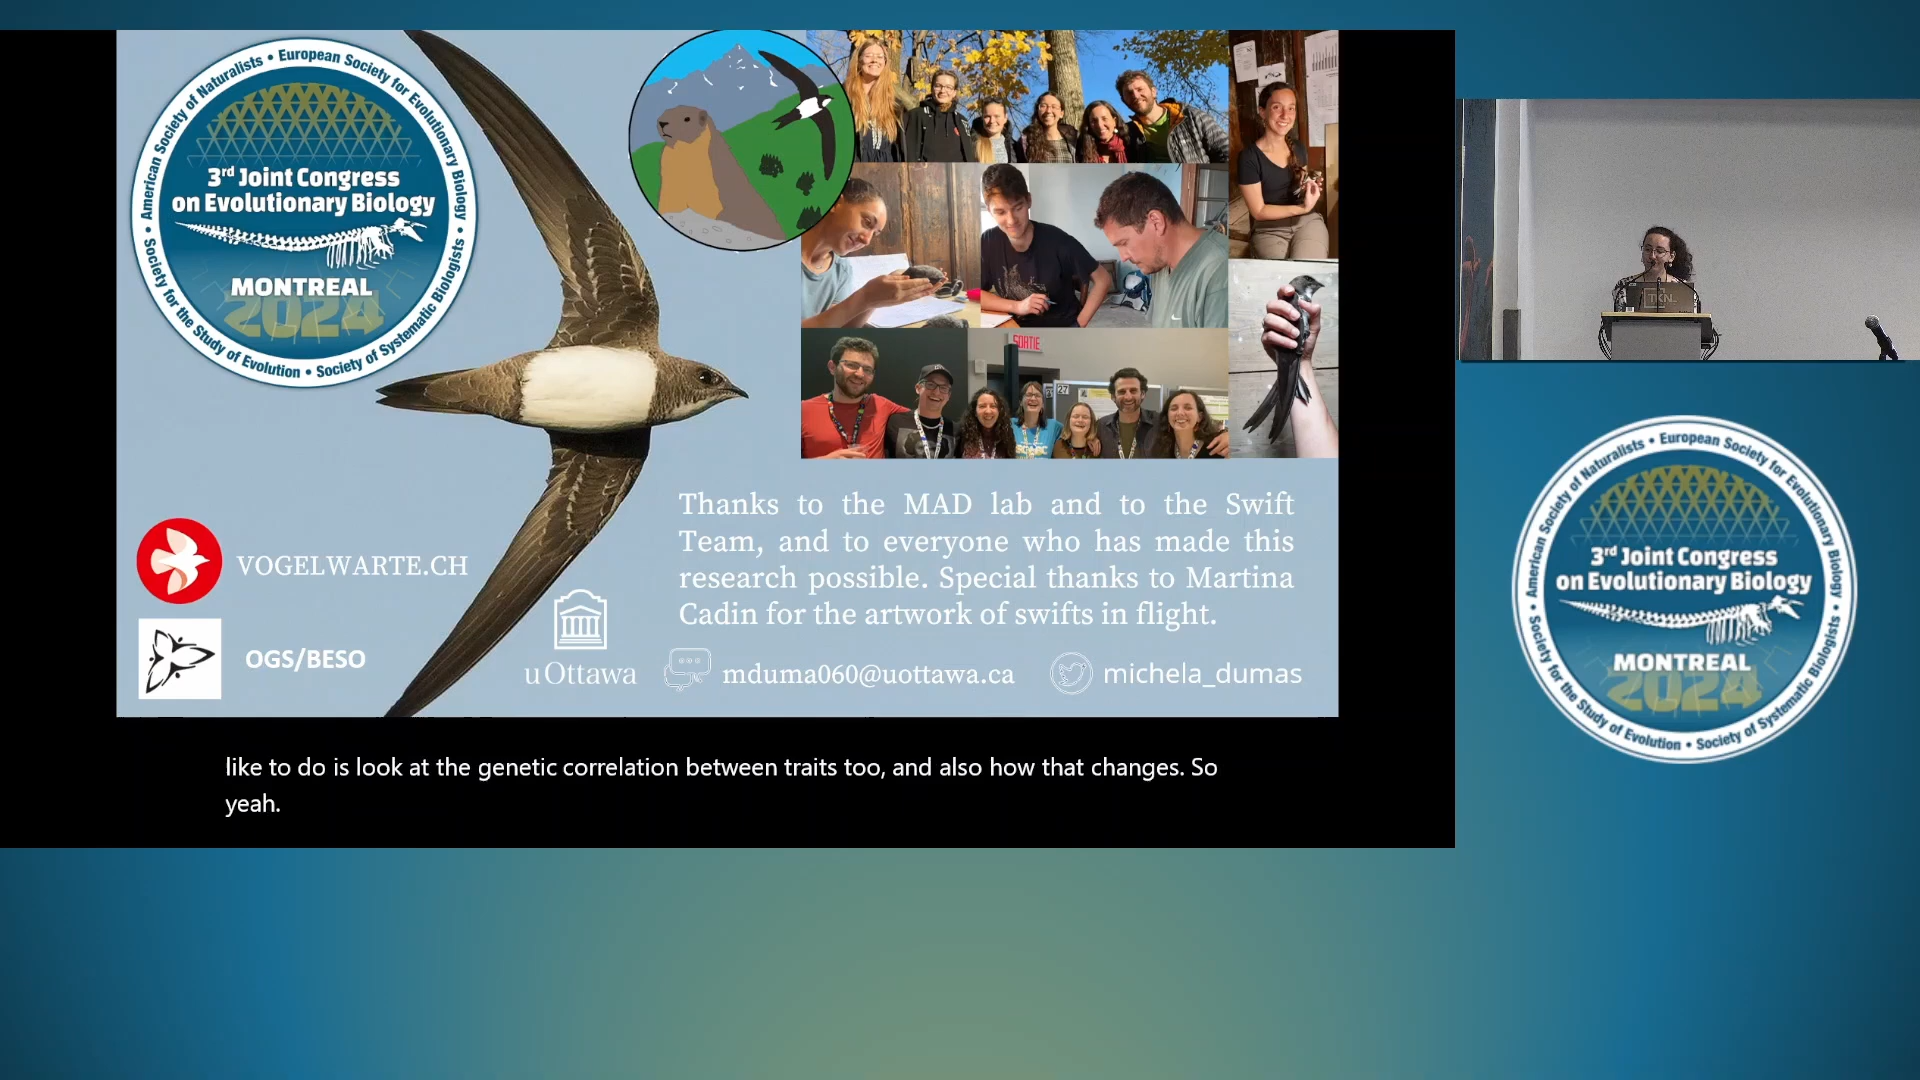 American Society of Naturalists • European Society for Evolutionary Biology •
Society for the Study of Evolution • Society of Systematic Biologists •
3rd Joint Congress
on Evolutionary Biology
MONTREAL
2024
SORTIE
27
Thanks to the MAD lab and to the Swift
Team, and to everyone who has made this
research possible. Special thanks to Martina
Cadin for the artwork of swifts in flight.
VOGELWARTE.CH
OGS/BESO
uOttawa
mduma060@uottawa.ca
michela_dumas
like to do is look at the genetic correlation between traits too, and also how that changes. So
yeah.
TKNL
American Society of Naturalists • European Society for Evolutionary Biology •
Society for the Study of Evolution • Society of Systematic Biologists •
3rd Joint Congress
on Evolutionary Biology
MONTREAL
2024